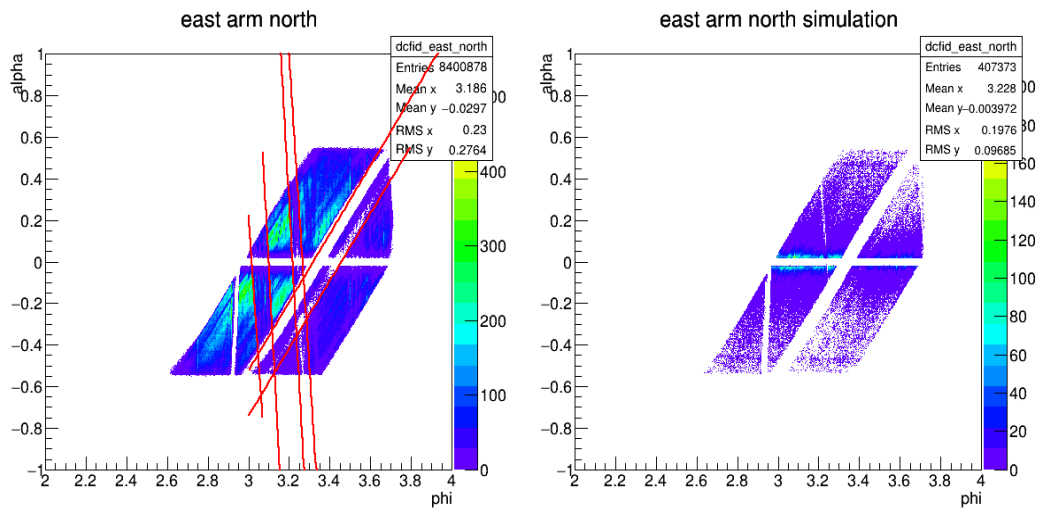 east arm north
alpha
1
0.8
0.6
0.4
0.2
0
−0.2
−0.4
−0.6
−0.8
−1
2 2.2 2.4 2.6 2.8 3 3.2 3.4 3.6 3.8 4
phi
dcfid_east_north
Entries 8400878
Mean x 3.186
Mean y −0.0297
RMS x 0.23
RMS y 0.2764
400
300
200
100
0
east arm north simulation
alpha
1
0.8
0.6
0.4
0.2
0
−0.2
−0.4
−0.6
−0.8
−1
2 2.2 2.4 2.6 2.8 3 3.2 3.4 3.6 3.8 4
phi
dcfid_east_north
Entries 407373
Mean x 3.228
Mean y −0.003972
RMS x 0.1976
RMS y 0.09685
160
140
120
100
80
60
40
20
0